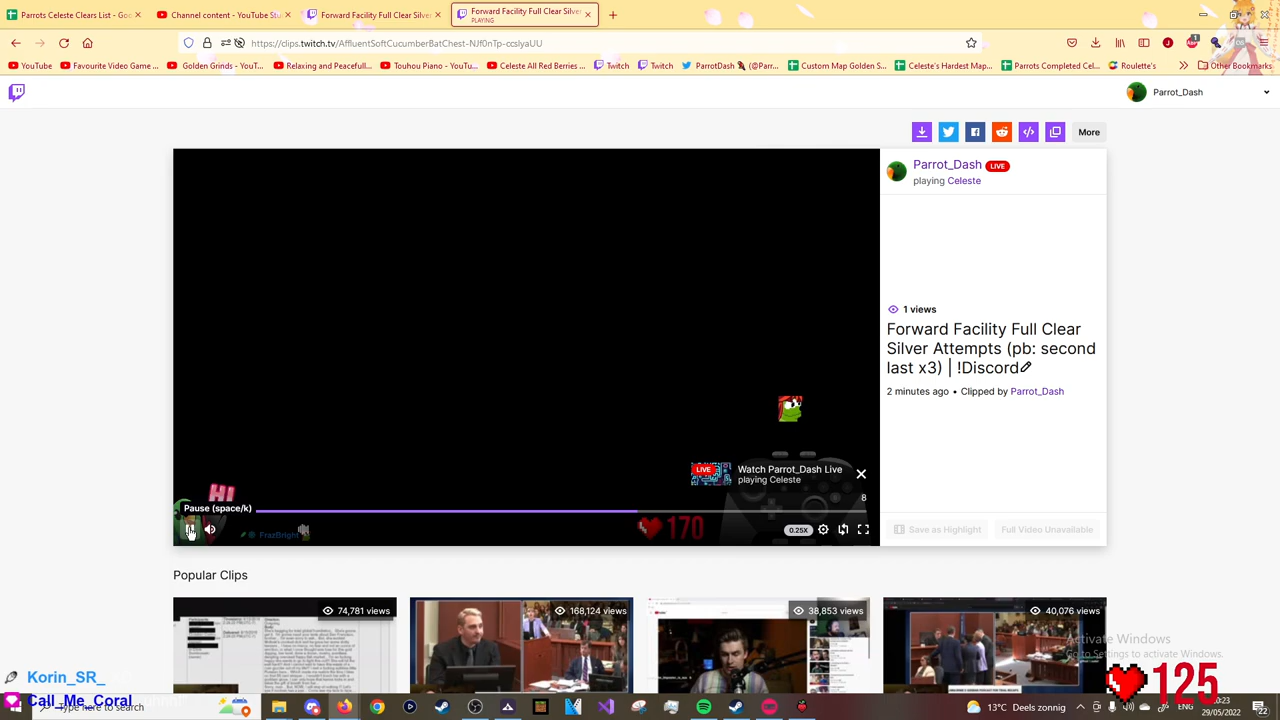 Parrots Celeste Clears List - Go
Channel content - YouTube Stu
Forward Facility Full Clear Silver
Forward Facility Full Clear Silve
PLAYING
https://clips.twitch.tv/AffluentSoftCucumberBatChest-NJf0nTp-ccslyaUU
YouTube
Favourite Video Game ...
Golden Grinds - YouT...
Relaxing and Peacefull...
Touhou Piano - YouTu...
Celeste All Red Berries ...
Twitch
Twitch
ParrotDash
(@Parr...
Custom Map Golden S...
Celeste's Hardest Map...
Parrots Completed Cel...
Roulette's
Other Bookmarks
Parrot_Dash
More
Parrot_Dash LIVE
playing Celeste
1 views
Forward Facility Full Clear
Silver Attempts (pb: second
last x3) | !Discord
2 minutes ago • Clipped by Parrot_Dash
LIVE
Watch Parrot_Dash Live
playing Celeste
8
HI
Pause (space/k)
FrazBright
170
0.25X
Save as Highlight
Full Video Unavailable
Popular Clips
74,781 views
168,124 views
38,853 views
40,076 views
Activate Windows
Go to Settings to activate Windows.
Korin_SR_
Call_Me_Coral
Type here to search
125
13°C Deels zonnig
ENG
29/05/2022
22